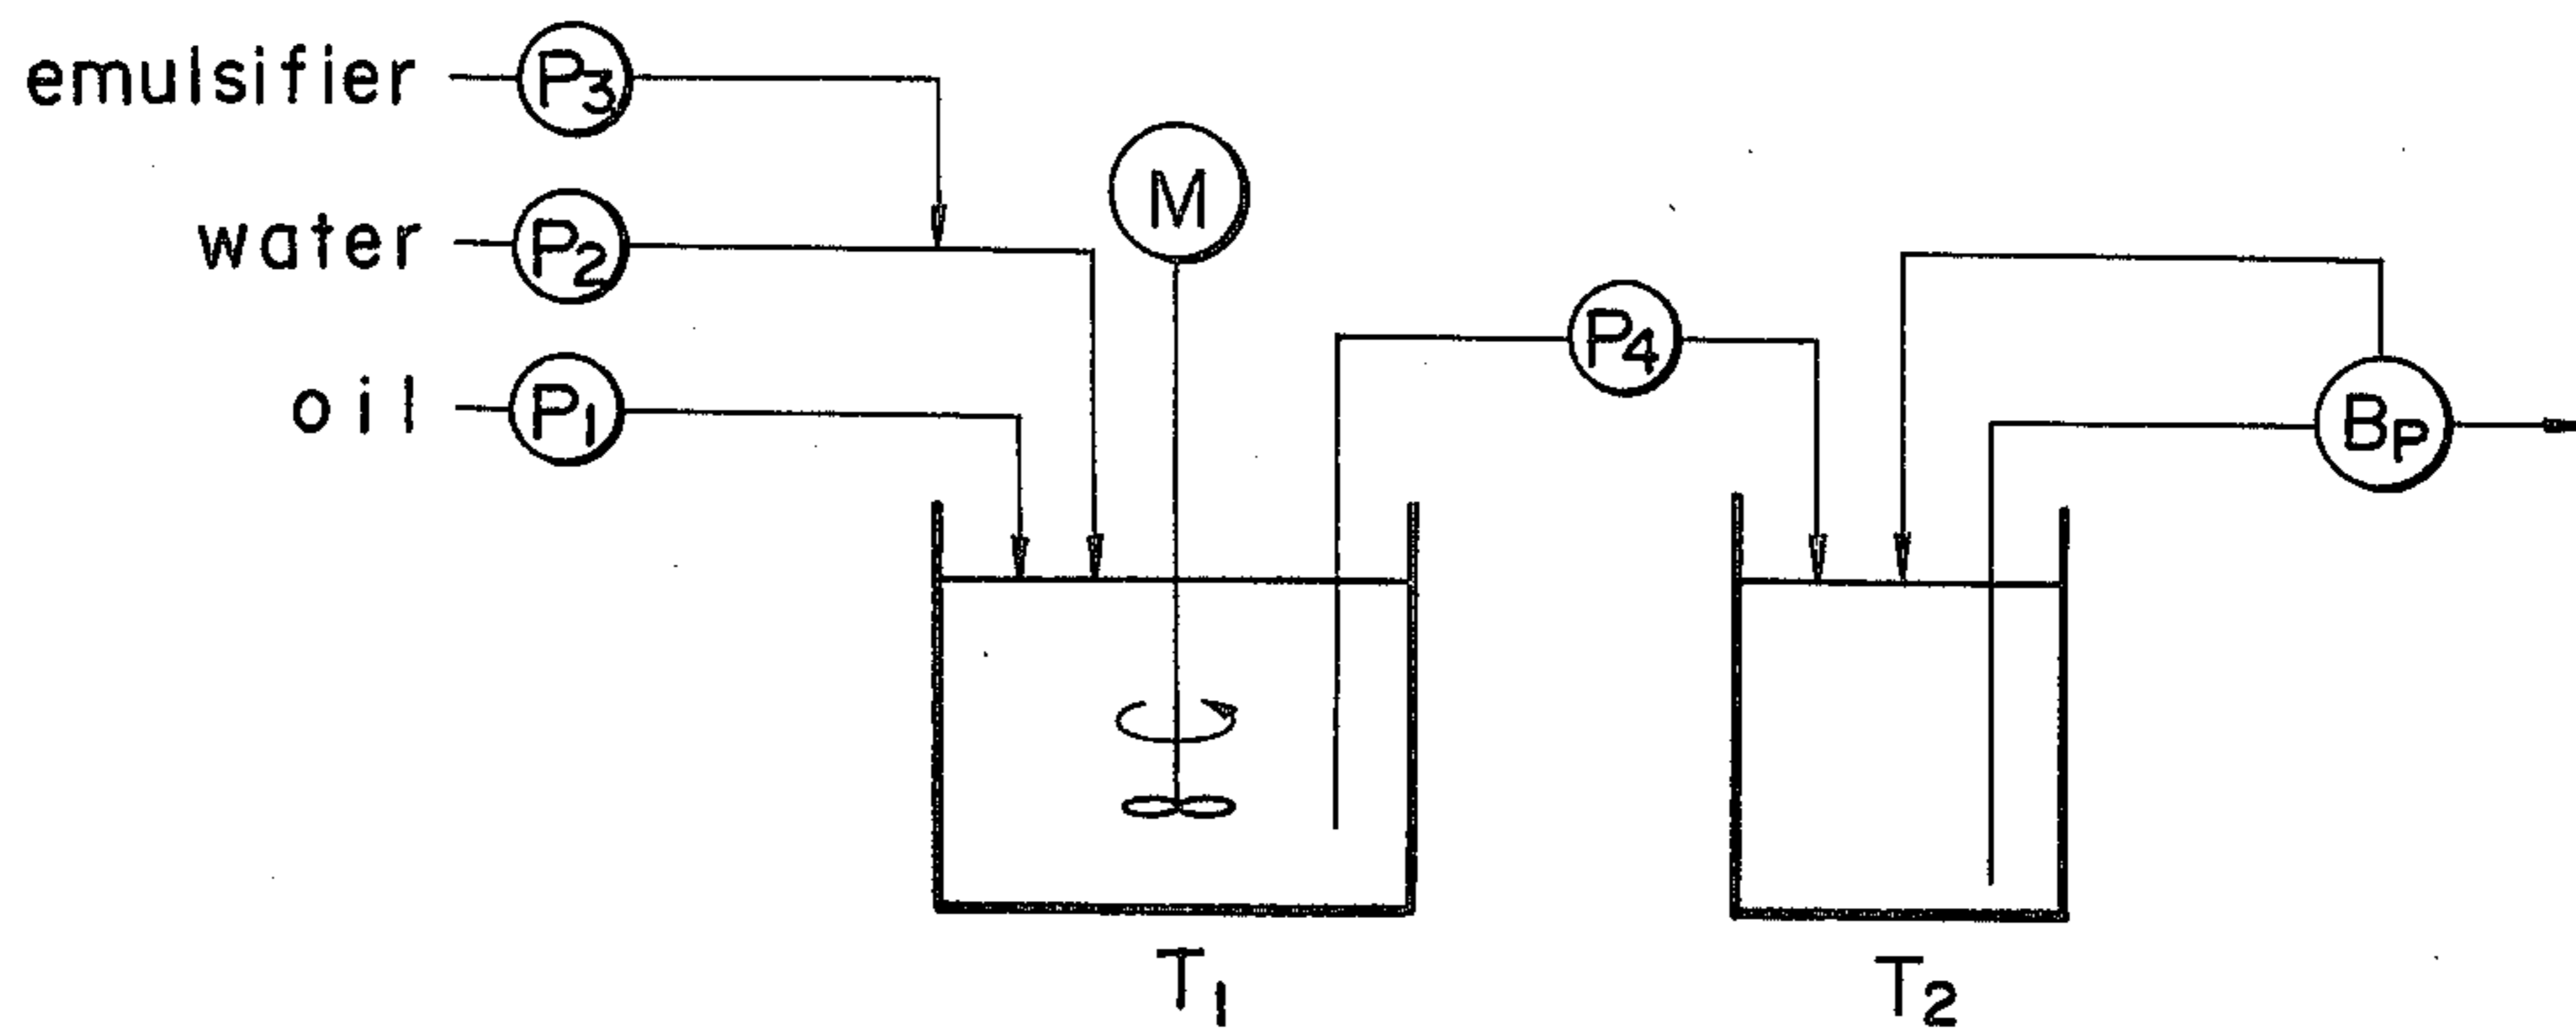 emulsifier P3
M
water P2
P4
oil P1
BP
T1
T2